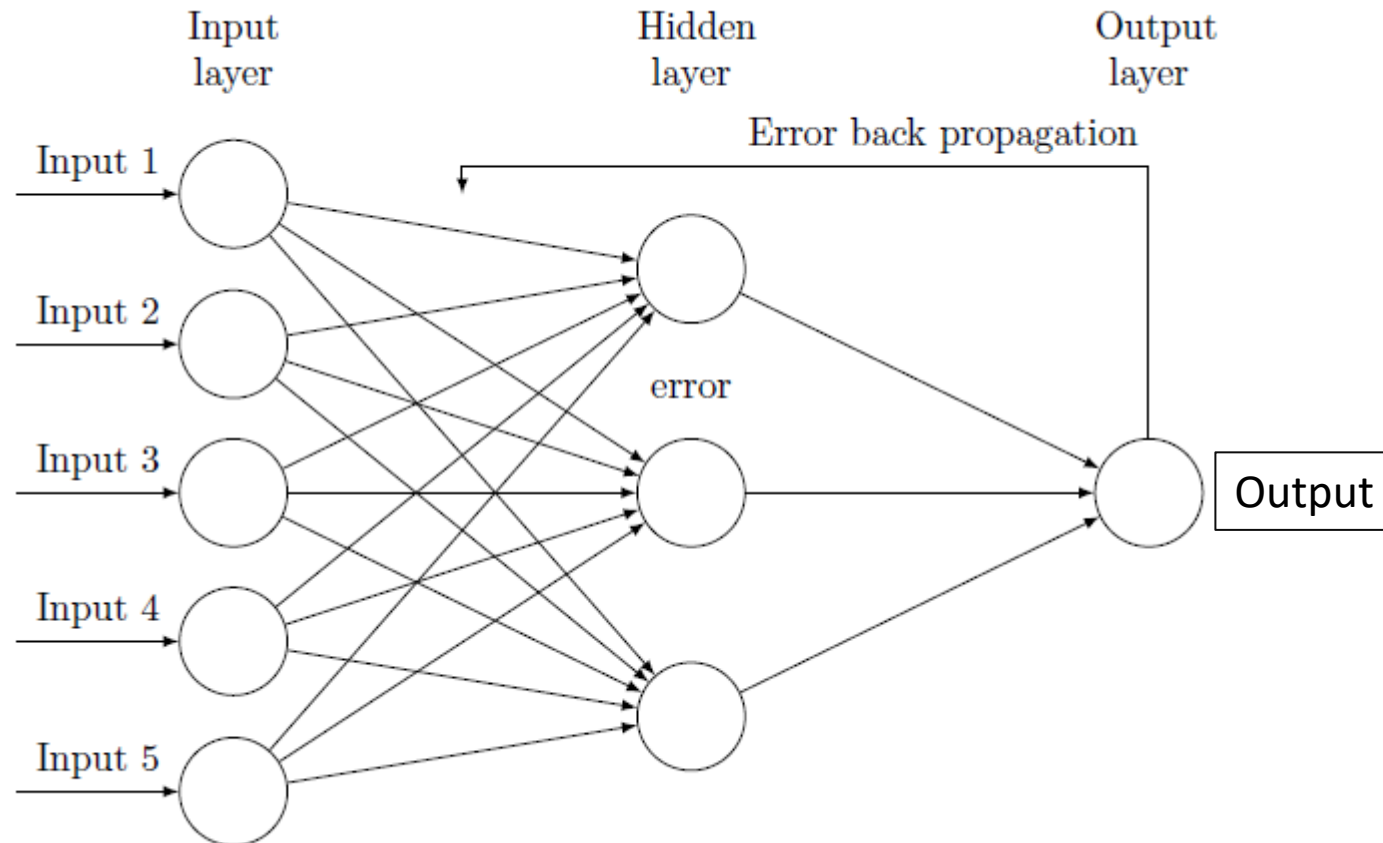 Input
layer
Hidden
layer
Output
layer
Error back propagation
Input 1
Input 2
error
Input 3
Output
Input 4
Input 5